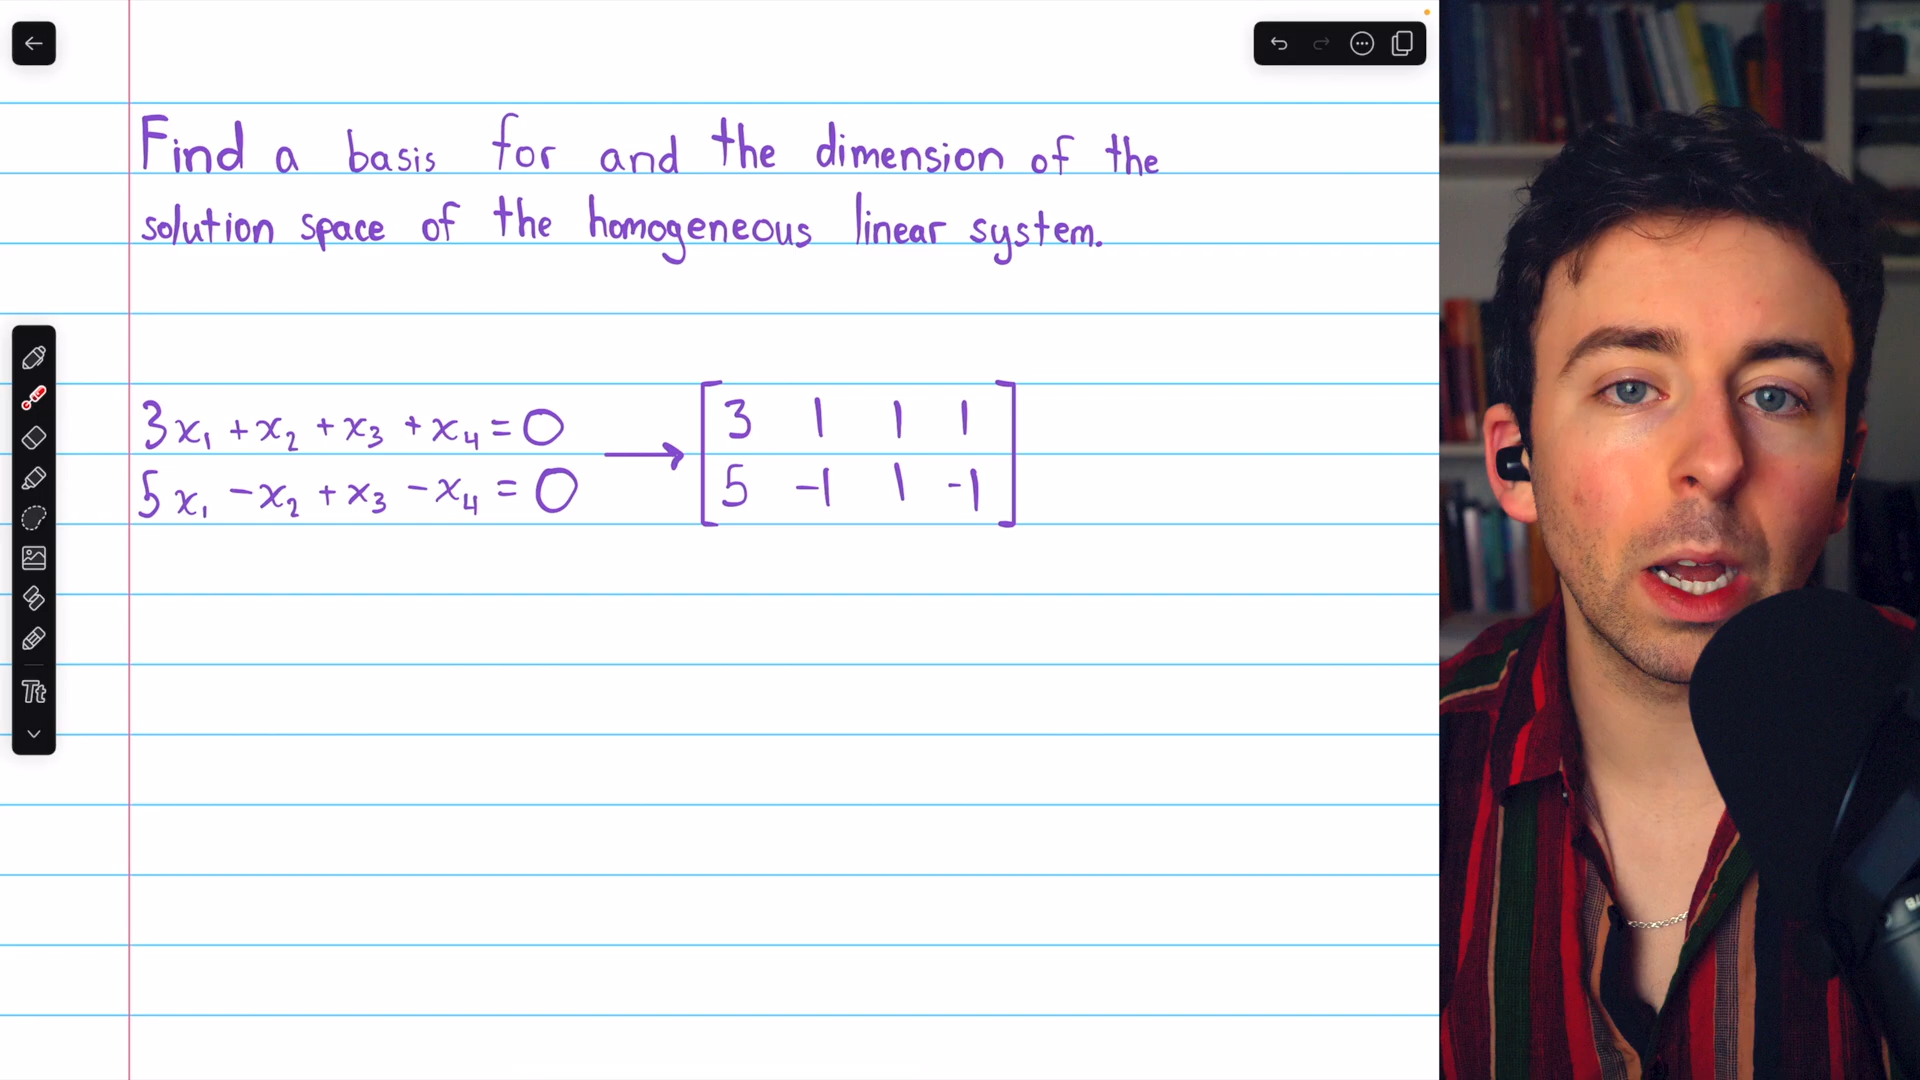 Find a basis for and the dimension of the
solution space of the homogeneous linear system.
3x₁ + x₂ + x₃ + x₄ = 0
5x₁ - x₂ + x₃ - x₄ = 0
→
3 1 1 1
5 -1 1 -1
Tt